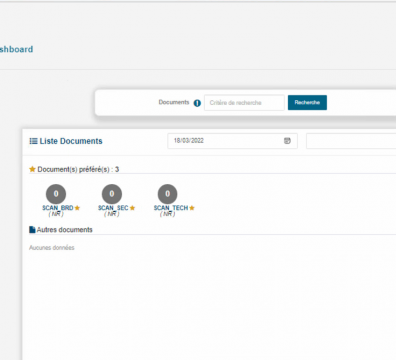 shboard
Documents Critère de recherche Recherche
Liste Documents 18/03/2022
Document(s) préféré(s) : 3
0 0 0
SCAN_BRD SCAN_SEC SCAN_TECH
(NR) (NR) (NR)
Autres documents
Aucunes données